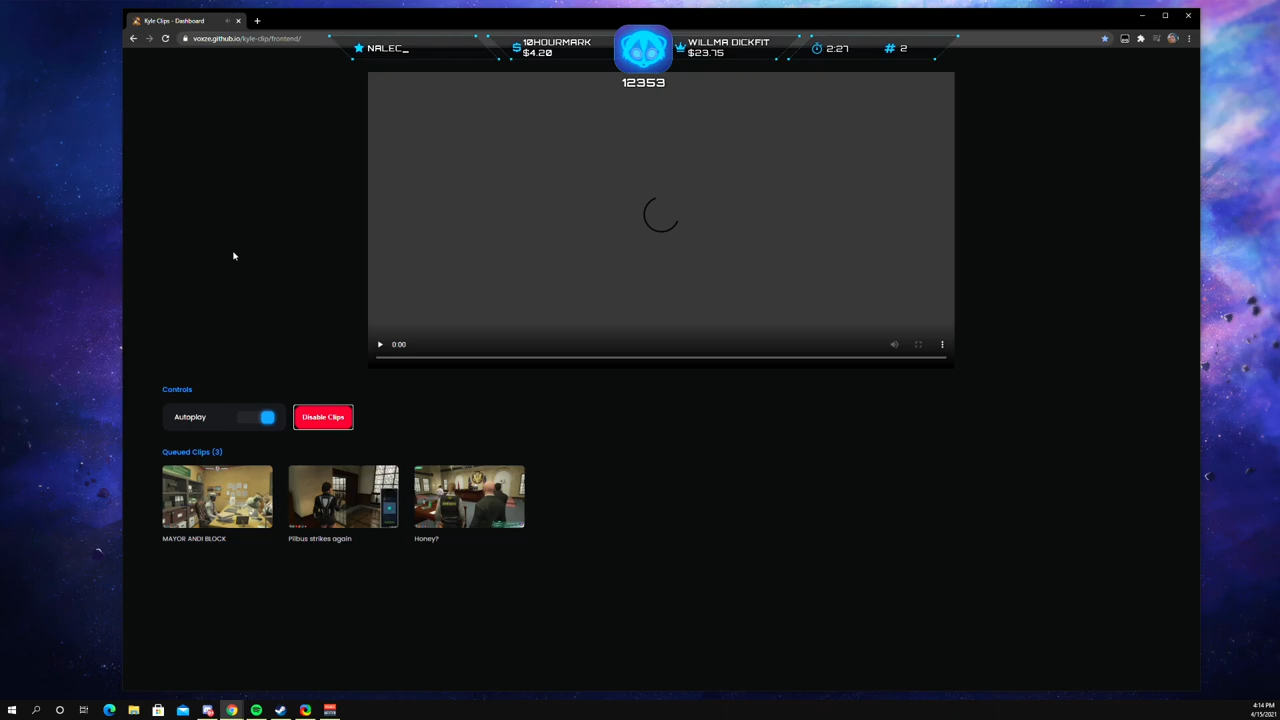 Kyle Clips - Dashboard
voxze.github.io/kyle-clip/frontend/
NALEC_
10HOURMARK
$4.20
WILLMA DICKFIT
$23.75
2:27
# 2
12353
0:00
Controls
Autoplay
Disable Clips
Queued Clips (3)
MAYOR ANDI BLOCK
Pilbus strikes again
Honey?
4:14 PM
4/15/2021